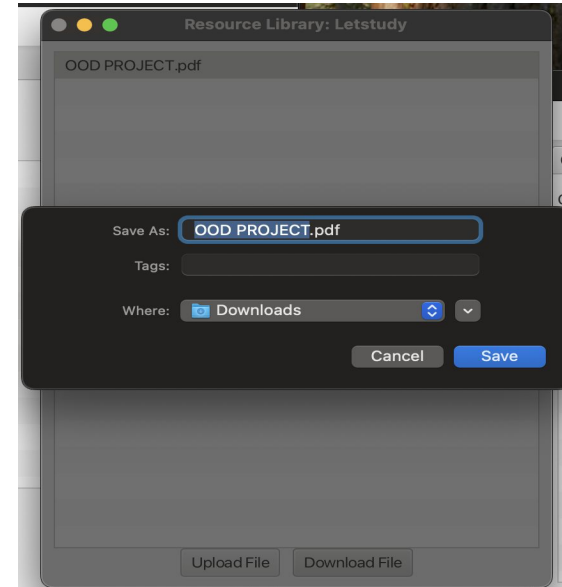 Resource Library: Letstudy
OOD PROJECT.pdf
Save As: OOD PROJECT.pdf
Tags:
Where: Downloads
Cancel Save
Upload File Download File